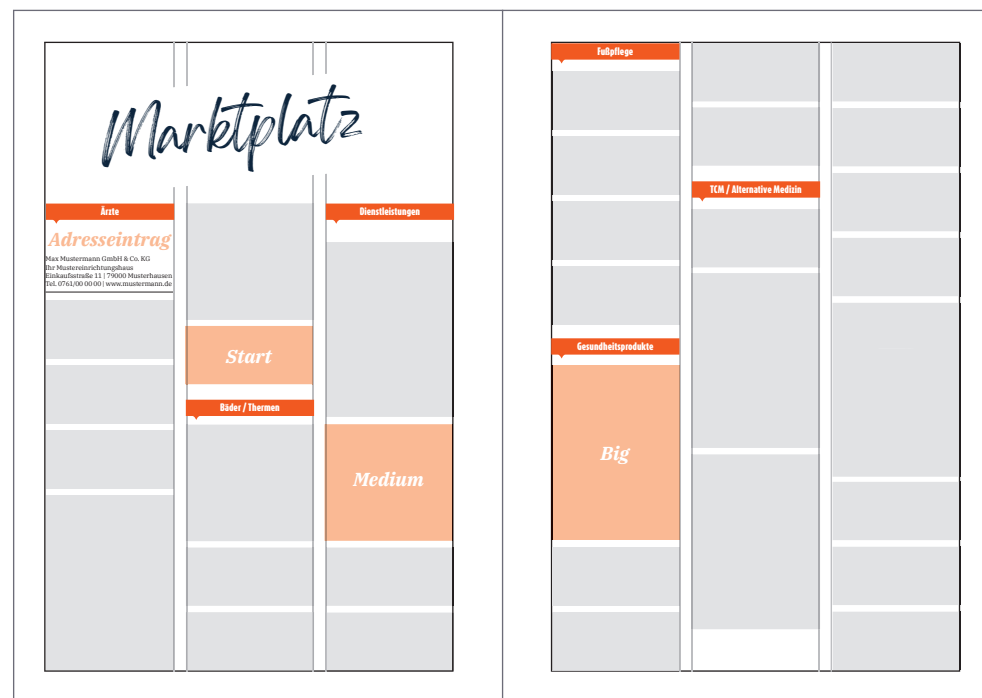 Marktplatz
Ärzte
Adresseintrag
Max Mustermann GmbH & Co. KG
Ihr Mustereinrichtungshaus
Einkaufsstraße 11 | 79000 Musterhausen
Tel. 0761/00 00 00 | www.mustermann.de
Start
Bäder / Thermen
Dienstleistungen
Medium
Fußpflege
Gesundheitsprodukte
Big
TCM / Alternative Medizin